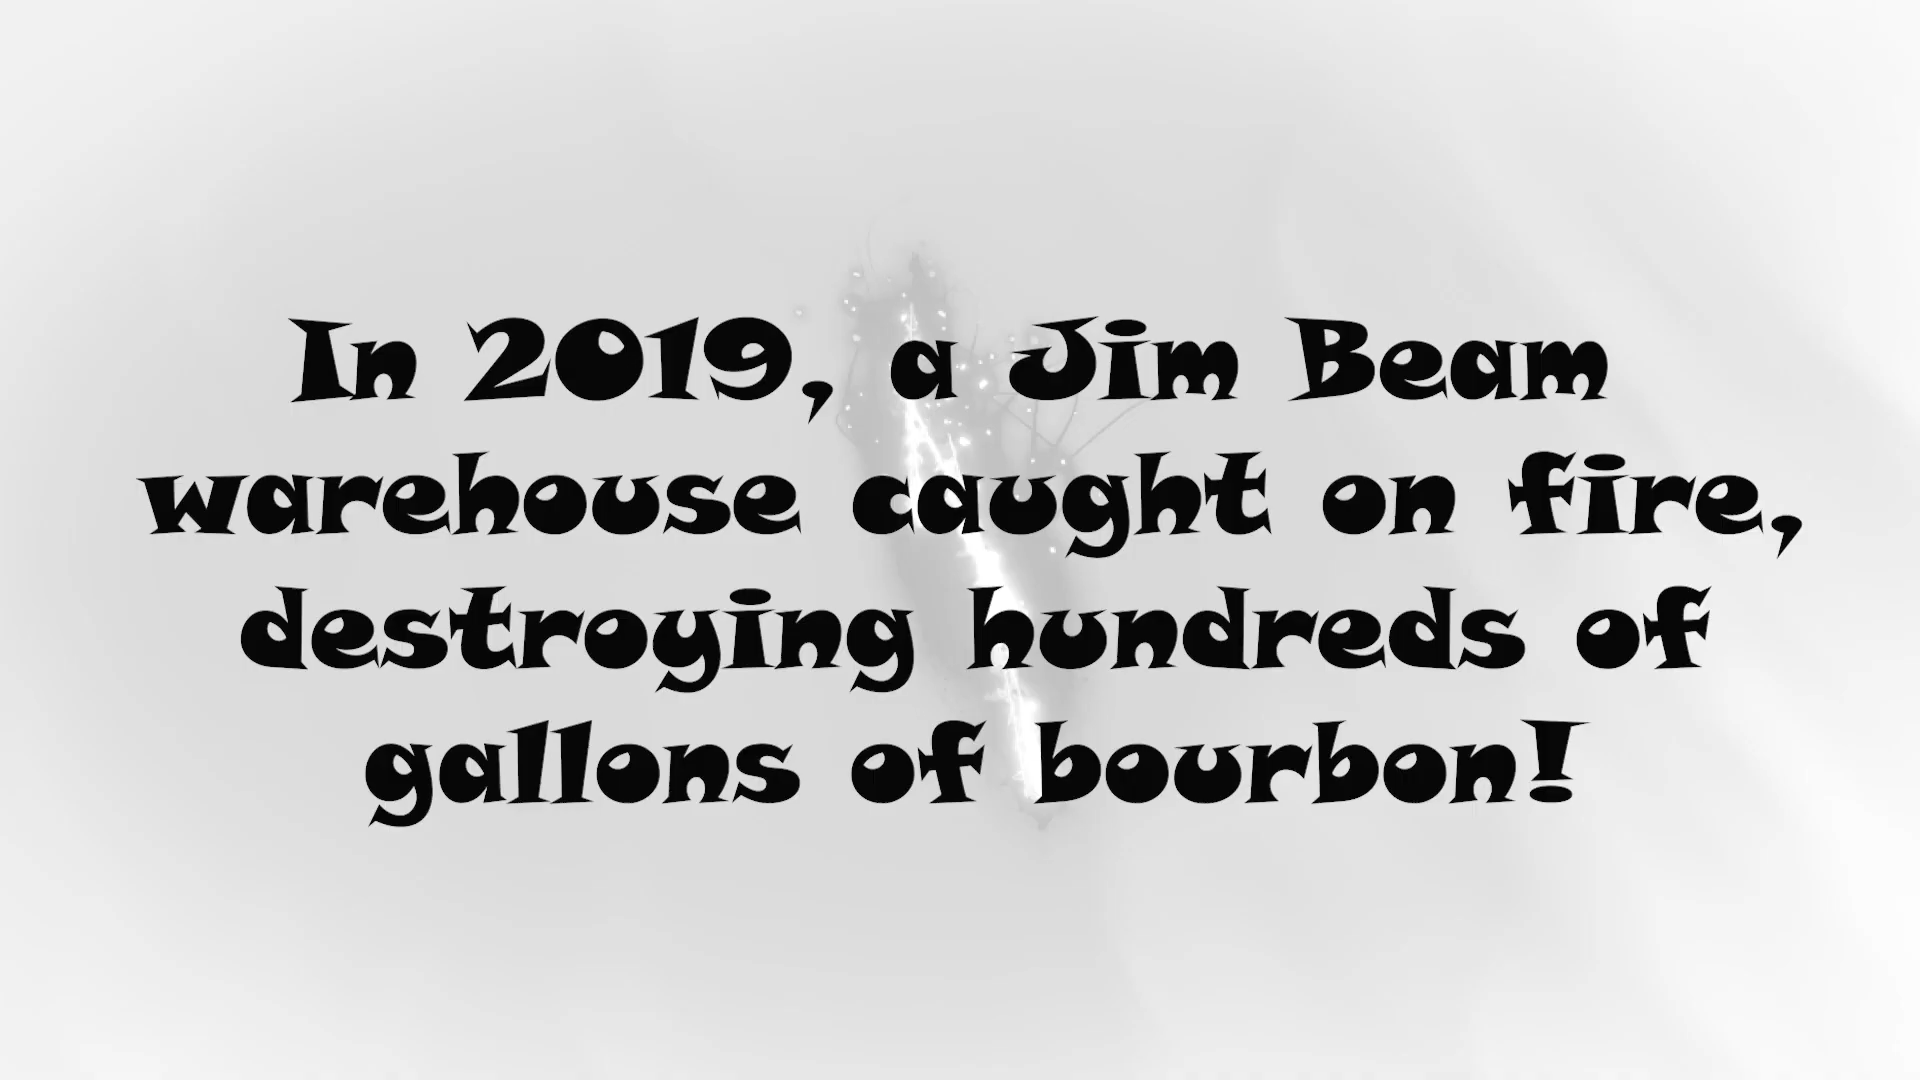 In 2019, a Jim Beam
warehouse caught on fire,
destroying hundreds of
gallons of bourbon!